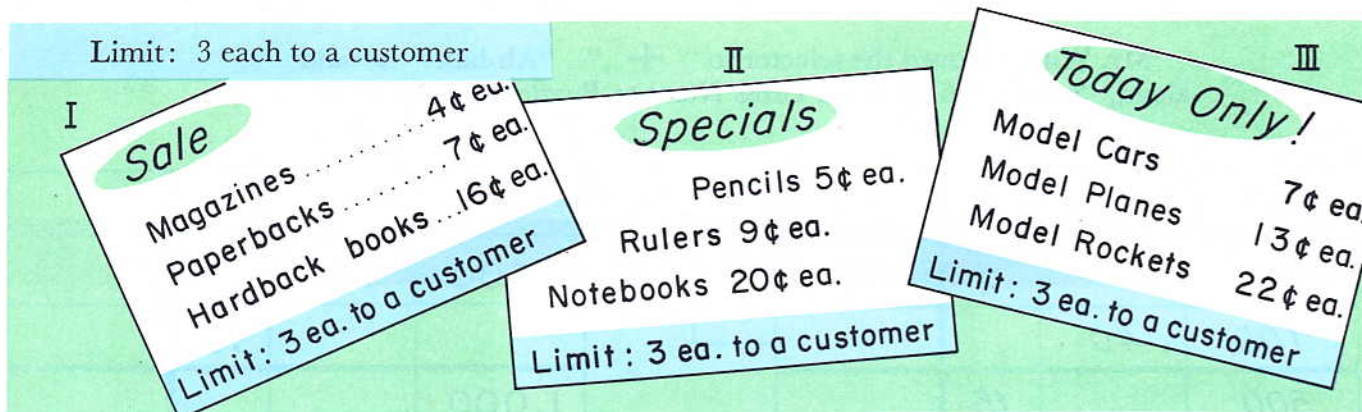 Limit: 3 each to a customer
I
Sale
Magazines .......... 4¢ ea.
Paperbacks ........ 7¢ ea.
Hardback books ...16¢ ea.
Limit: 3 ea. to a customer
II
Specials
Pencils 5¢ ea.
Rulers 9¢ ea.
Notebooks 20¢ ea.
Limit: 3 ea. to a customer
III
Today Only!
Model Cars 7¢ ea.
Model Planes 13¢ ea.
Model Rockets 22¢ ea.
Limit: 3 ea. to a customer